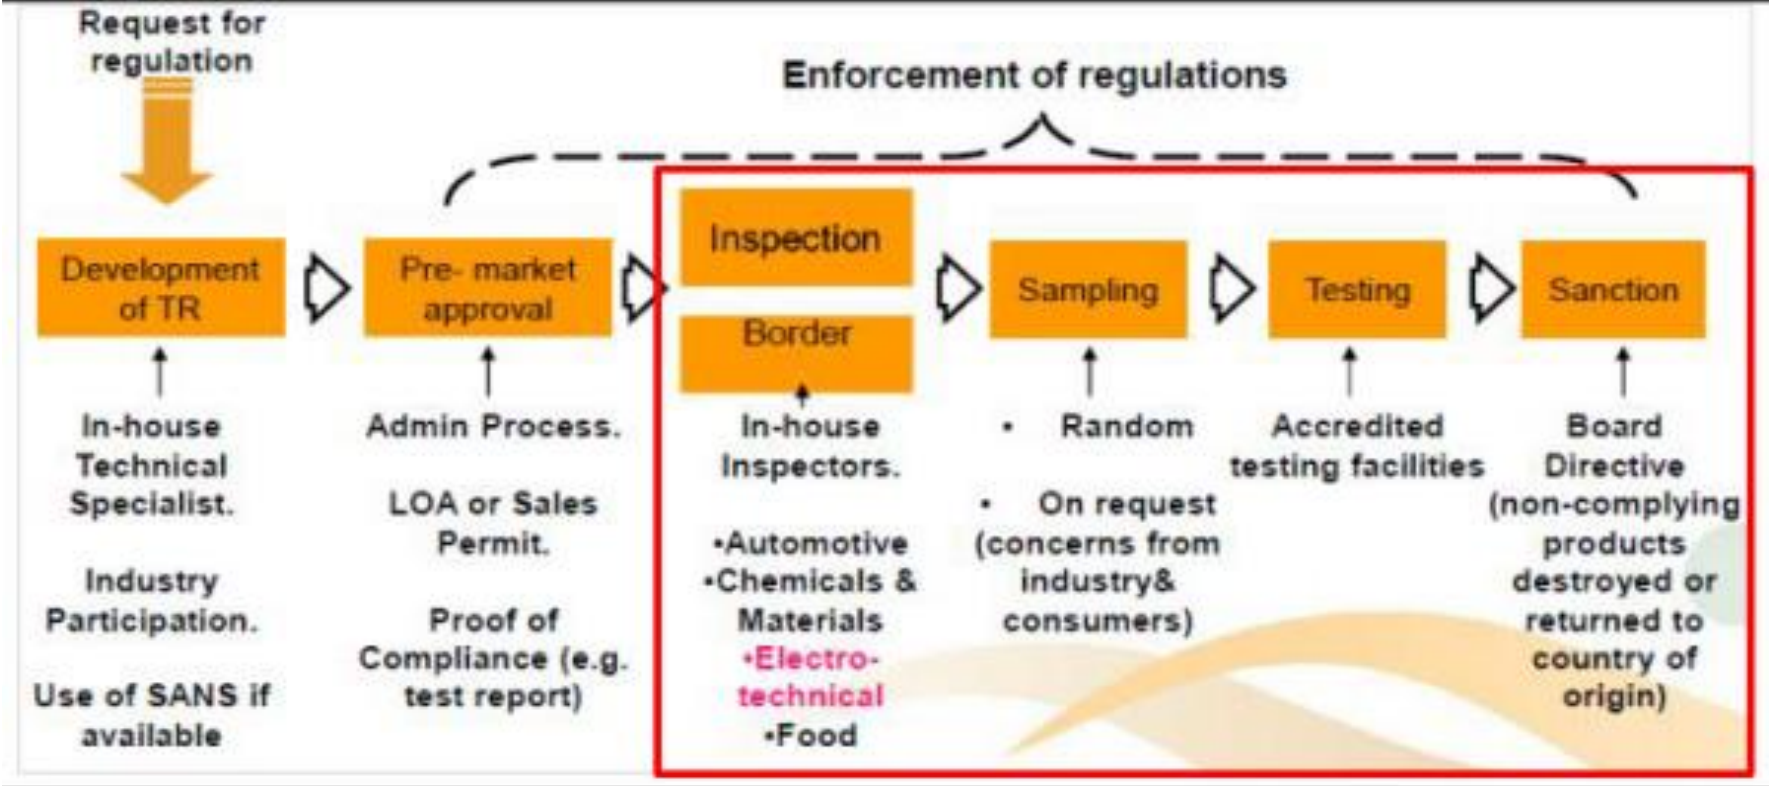 Request for
regulation
Enforcement of regulations
Development
of TR
Pre- market
approval
Inspection
Border
Sampling
Testing
Sanction
In-house
Technical
Specialist.
Industry
Participation.
Use of SANS if
available
Admin Process.
LOA or Sales
Permit.
Proof of
Compliance (e.g.
test report)
In-house
Inspectors.
•Automotive
•Chemicals &
Materials
•Electro-
technical
•Food
• Random
• On request
(concerns from
industry&
consumers)
Accredited
testing facilities
Board
Directive
(non-complying
products
destroyed or
returned to
country of
origin)